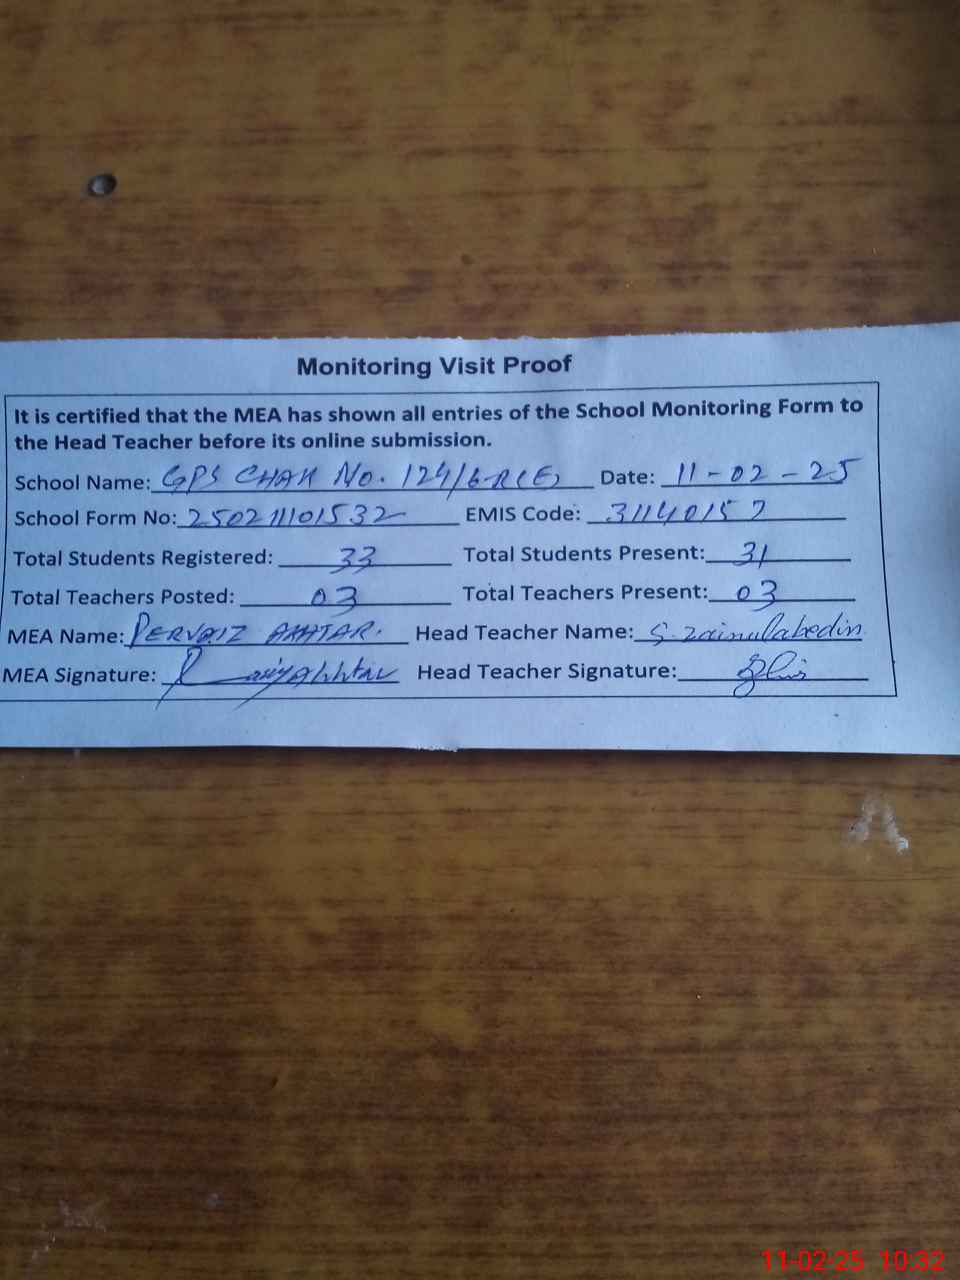 Monitoring Visit Proof
It is certified that the MEA has shown all entries of the School Monitoring Form to
the Head Teacher before its online submission.
School Name: GPS CHAK No. 124/6-R(E) Date: 11-02-25
School Form No: 250211101532 EMIS Code: 31140157
Total Students Registered: 33 Total Students Present: 31
Total Teachers Posted: 03 Total Teachers Present: 03
MEA Name: PERVAIZ AKHTAR. Head Teacher Name: S. zainulabedin
MEA Signature: Head Teacher Signature:
11-02-25 10:32